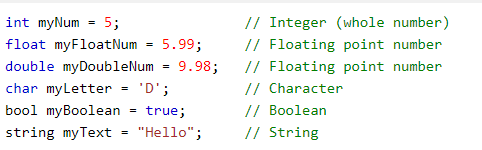 int myNum = 5;               // Integer (whole number)
float myFloatNum = 5.99;     // Floating point number
double myDoubleNum = 9.98;   // Floating point number
char myLetter = 'D';         // Character
bool myBoolean = true;       // Boolean
string myText = "Hello";     // String